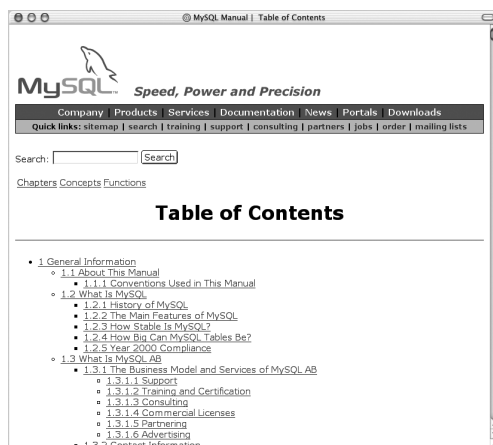 MySQL Manual | Table of Contents
MySQL™
Speed, Power and Precision
Company | Products | Services | Documentation | News | Portals | Downloads
Quick links: sitemap | search | training | support | consulting | partners | jobs | order | mailing lists
Search: Search
Chapters Concepts Functions
Table of Contents
1 General Information
1.1 About This Manual
1.1.1 Conventions Used in This Manual
1.2 What Is MySQL
1.2.1 History of MySQL
1.2.2 The Main Features of MySQL
1.2.3 How Stable Is MySQL?
1.2.4 How Big Can MySQL Tables Be?
1.2.5 Year 2000 Compliance
1.3 What Is MySQL AB
1.3.1 The Business Model and Services of MySQL AB
1.3.1.1 Support
1.3.1.2 Training and Certification
1.3.1.3 Consulting
1.3.1.4 Commercial Licenses
1.3.1.5 Partnering
1.3.1.6 Advertising
1.3.2 Contact Information